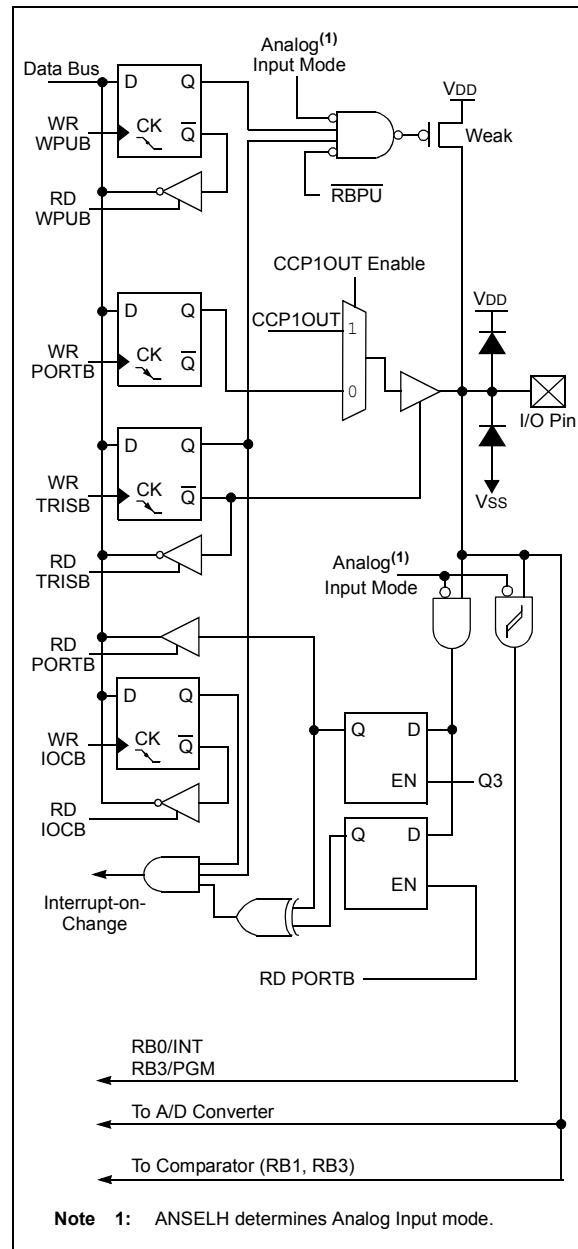 Analog(1)
Input Mode
Data Bus
D Q
VDD
WR
WPUB
CK
Q
Weak
RD
WPUB
RBPU
CCP1OUT Enable
D Q
CCP1OUT
1
VDD
WR
PORTB
CK
Q
0
I/O Pin
D Q
WR
TRISB
CK
Q
VSS
RD
TRISB
Analog(1)
Input Mode
RD
PORTB
D Q
Q D
WR
IOCB
CK
Q
EN
Q3
RD
IOCB
Q D
Interrupt-on-
Change
EN
RD PORTB
RB0/INT
RB3/PGM
To A/D Converter
To Comparator (RB1, RB3)
Note 1: ANSELH determines Analog Input mode.